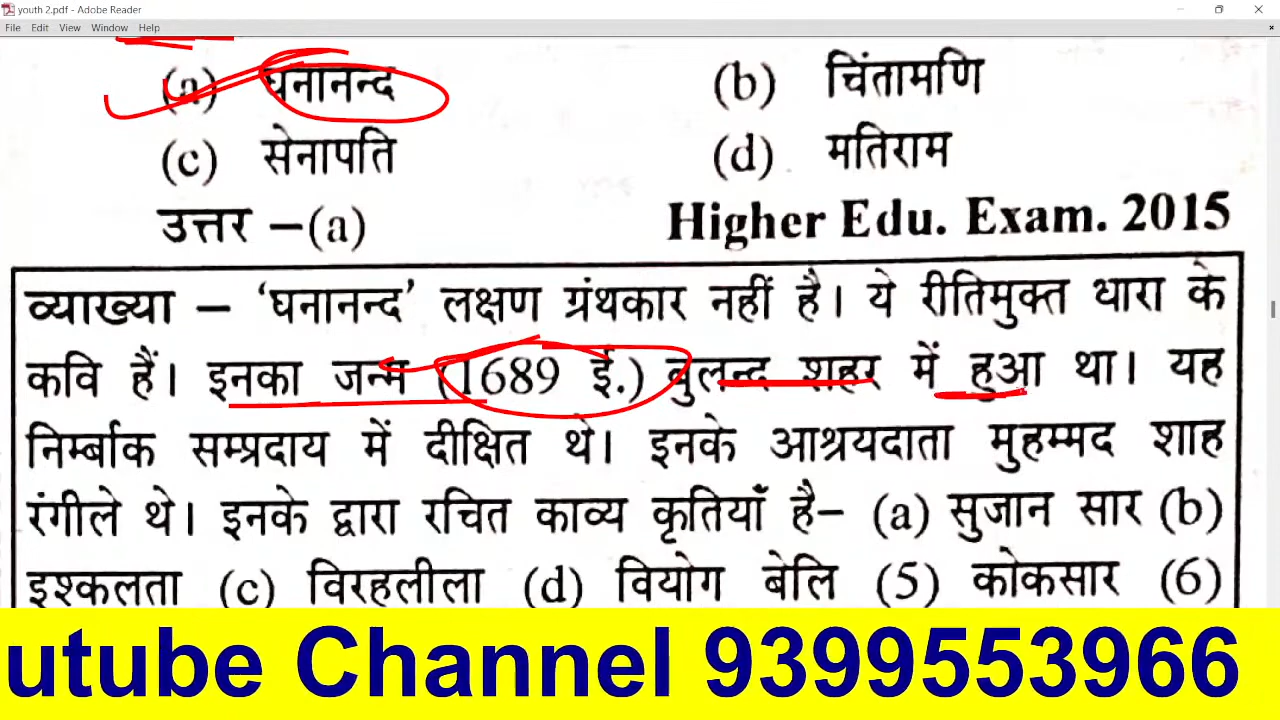 youth 2.pdf - Adobe Reader
File Edit View Window Help
(a) घनानन्द (b) चिंतामणि
(c) सेनापति (d) मतिराम
उत्तर –(a) Higher Edu. Exam. 2015
व्याख्या – ‘घनानन्द’ लक्षण ग्रंथकार नहीं है। ये रीतिमुक्त धारा के
कवि हैं। इनका जन्म (1689 ई.) बुलन्द शहर में हुआ था। यह
निर्म्बाक सम्प्रदाय में दीक्षित थे। इनके आश्रयदाता मुहम्मद शाह
रंगीले थे। इनके द्वारा रचित काव्य कृतियाँ है– (a) सुजान सार (b)
इश्कलता (c) विरहलीला (d) वियोग बेलि (5) कोकसार (6)
utube Channel 9399553966